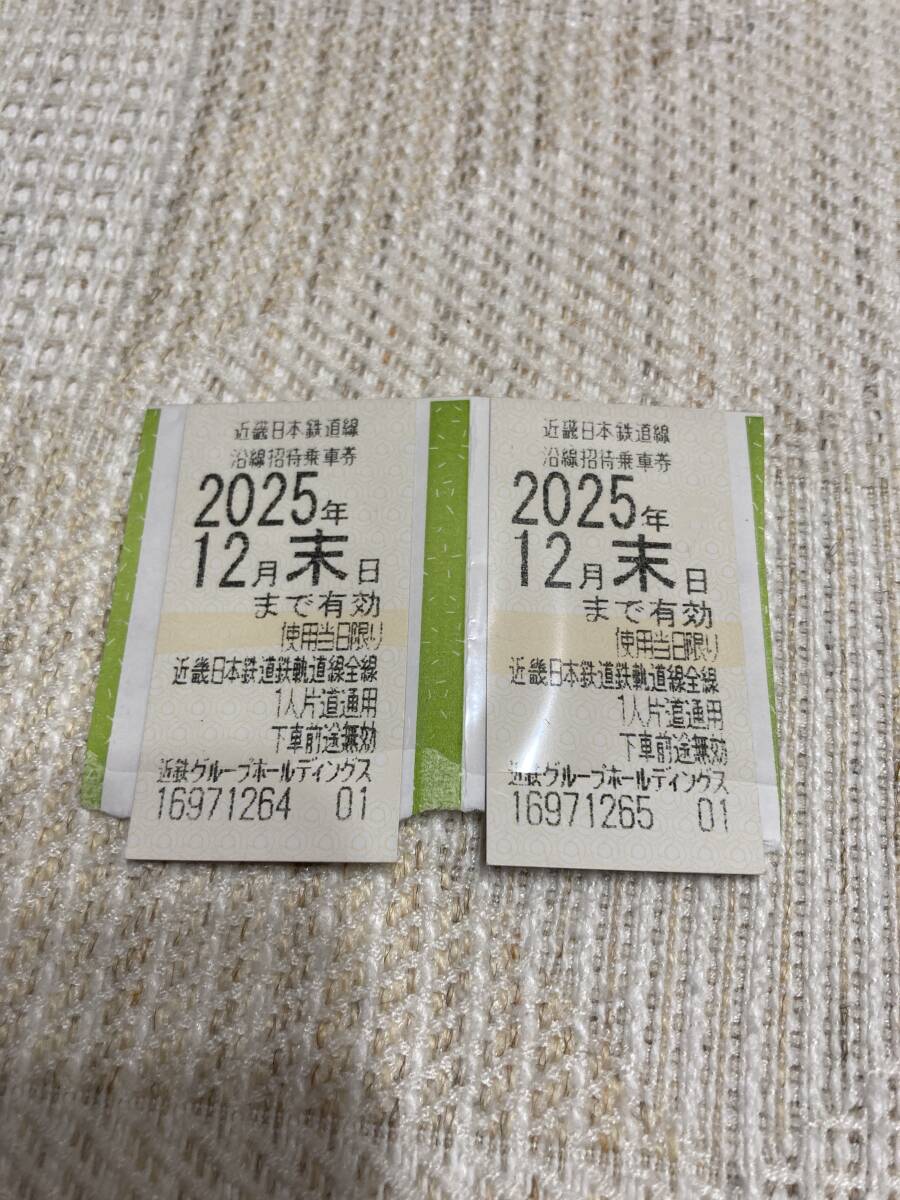 近畿日本鉄道線
沿線招待乗車券
2025年
12月末日
まで有効
使用当日限り
近畿日本鉄道鉄軌道線全線
1人片道通用
下車前途無効
近鉄グループホールディングス
16971264 01
近畿日本鉄道線
沿線招待乗車券
2025年
12月末日
まで有効
使用当日限り
近畿日本鉄道鉄軌道線全線
1人片道通用
下車前途無効
近鉄グループホールディングス
16971265 01